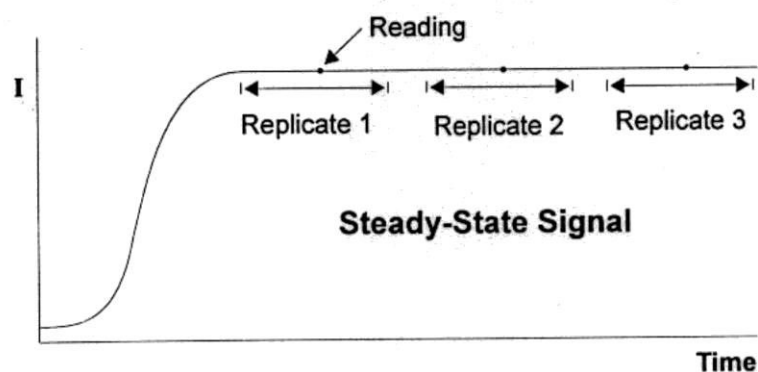 Reading
I
Replicate 1
Replicate 2
Replicate 3
Steady-State Signal
Time